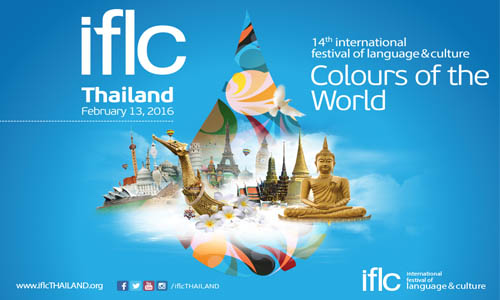 iflc
Thailand
February 13, 2016
14th international
festival of language&culture
Colours of the
World
www.iflcTHAILAND.org
/iflcTHAILAND
iflc
international
festival of
language&culture